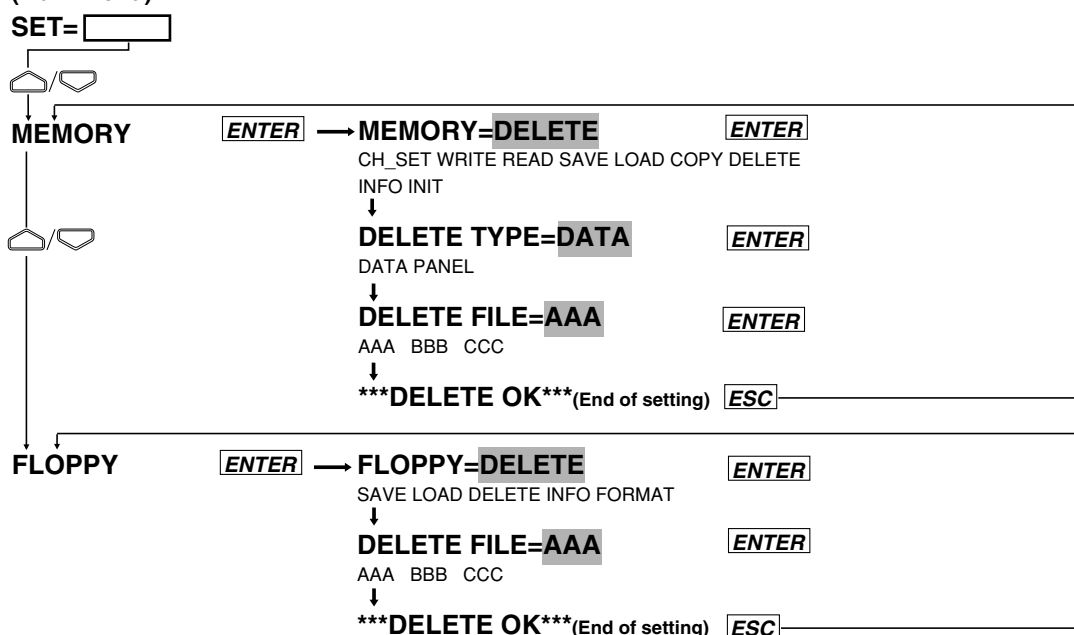 SET=
/
MEMORY ENTER MEMORY=DELETE ENTER
CH_SET WRITE READ SAVE LOAD COPY DELETE
INFO INIT
/
DELETE TYPE=DATA ENTER
DATA PANEL
DELETE FILE=AAA ENTER
AAA BBB CCC
***DELETE OK***(End of setting) ESC
FLOPPY ENTER FLOPPY=DELETE ENTER
SAVE LOAD DELETE INFO FORMAT
DELETE FILE=AAA ENTER
AAA BBB CCC
***DELETE OK***(End of setting) ESC